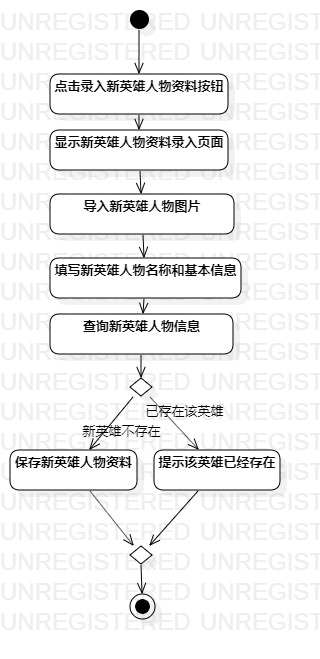 UNREGISTERED UNREGIST
点击录入新英雄人物资料按钮
显示新英雄人物资料录入页面
导入新英雄人物图片
填写新英雄人物名称和基本信息
查询新英雄人物信息
已存在该英雄
新英雄不存在
保存新英雄人物资料
提示该英雄已经存在